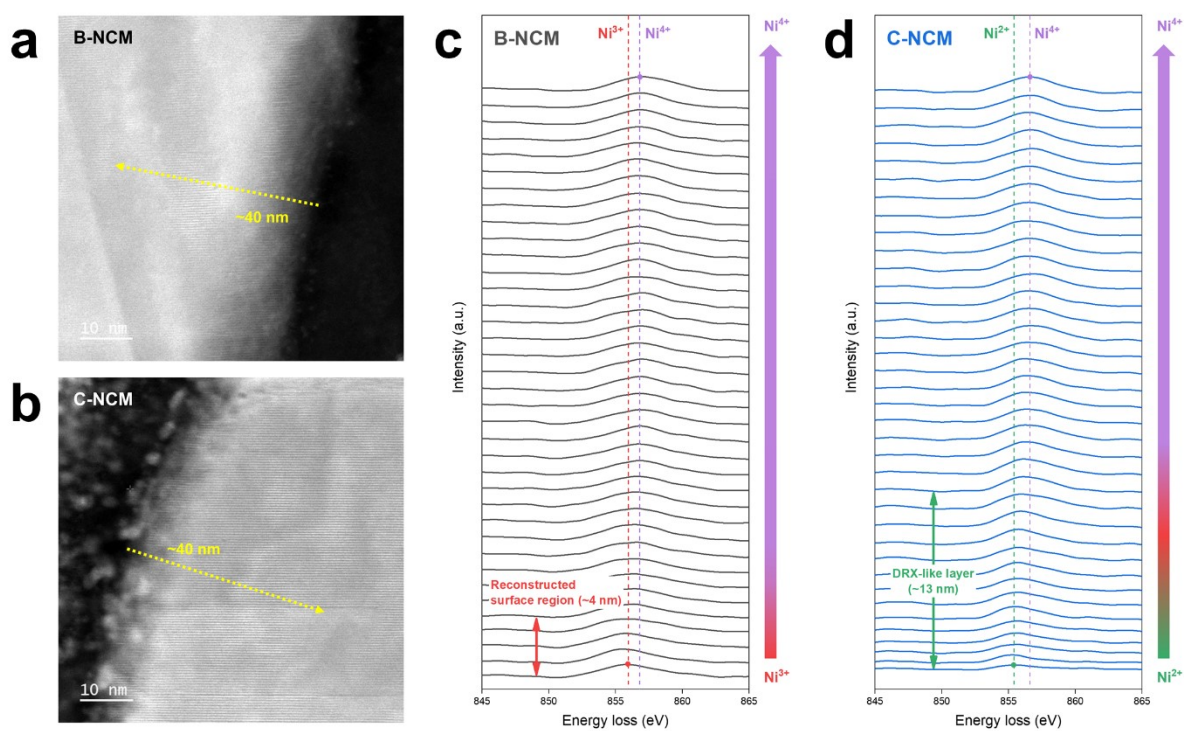 a
B-NCM
~40 nm
10 nm
b
C-NCM
~40 nm
10 nm
c
B-NCM
Ni3+
Ni4+
Ni4+
Intensity (a.u.)
Reconstructed
surface region (~4 nm)
Ni3+
845 850 855 860 865
Energy loss (eV)
d
C-NCM
Ni2+
Ni4+
Ni4+
Intensity (a.u.)
DRX-like layer
(~13 nm)
Ni2+
845 850 855 860 865
Energy loss (eV)